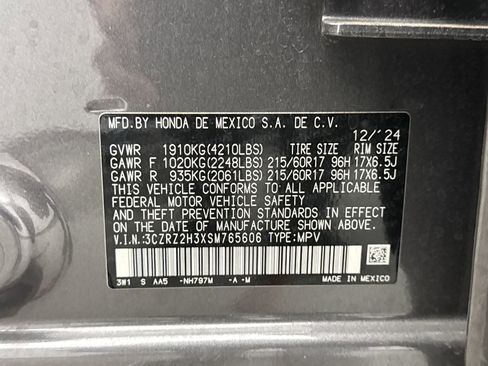 MFD.BY HONDA DE MEXICO S.A. DE C.V.
12/'24
GVWR 1910KG(4210LBS) TIRE SIZE RIM SIZE
GAWR F 1020KG(2248LBS) 215/60R17 96H 17X6.5J
GAWR R 935KG(2061LBS) 215/60R17 96H 17X6.5J
THIS VEHICLE CONFORMS TO ALL APPLICABLE
FEDERAL MOTOR VEHICLE SAFETY
AND THEFT PREVENTION STANDARDS IN EFFECT
ON THE DATE OF MANUFACTURE SHOWN ABOVE.
V.I.N.:3CZRZ2H3XSM765606 TYPE:MPV
3W1 S AA5 -NH797M -A -M MADE IN MEXICO